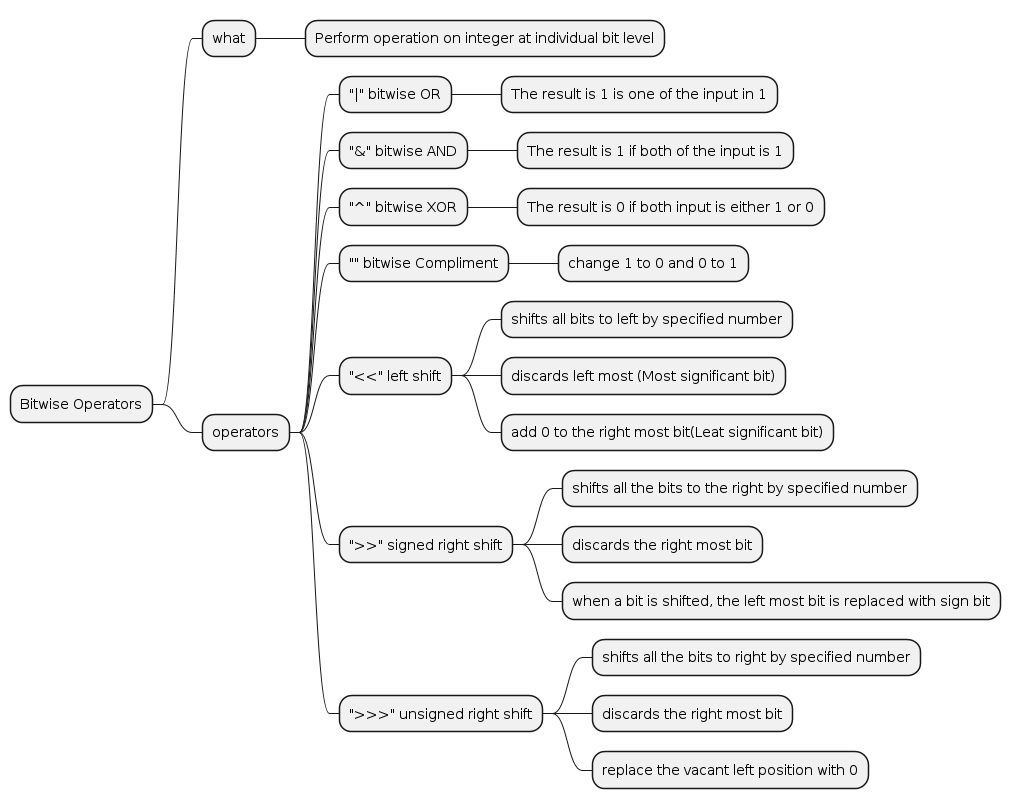 what
Perform operation on integer at individual bit level
"|" bitwise OR
The result is 1 is one of the input in 1
"&" bitwise AND
The result is 1 if both of the input is 1
"^" bitwise XOR
The result is 0 if both input is either 1 or 0
"" bitwise Compliment
change 1 to 0 and 0 to 1
shifts all bits to left by specified number
"<<" left shift
discards left most (Most significant bit)
Bitwise Operators
operators
add 0 to the right most bit(Leat significant bit)
shifts all the bits to the right by specified number
">>" signed right shift
discards the right most bit
when a bit is shifted, the left most bit is replaced with sign bit
shifts all the bits to right by specified number
">>>" unsigned right shift
discards the right most bit
replace the vacant left position with 0